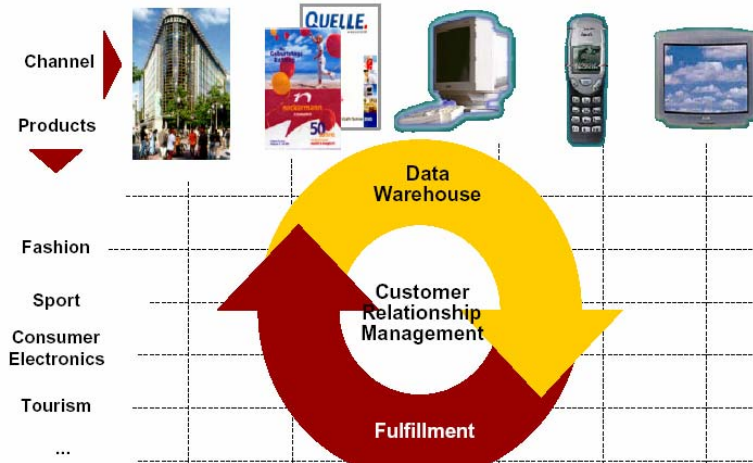 Channel
Products
QUELLE.
neckermann
50
Data
Warehouse
Fashion
Sport
Customer
Relationship
Management
Consumer
Electronics
Tourism
Fulfillment
...